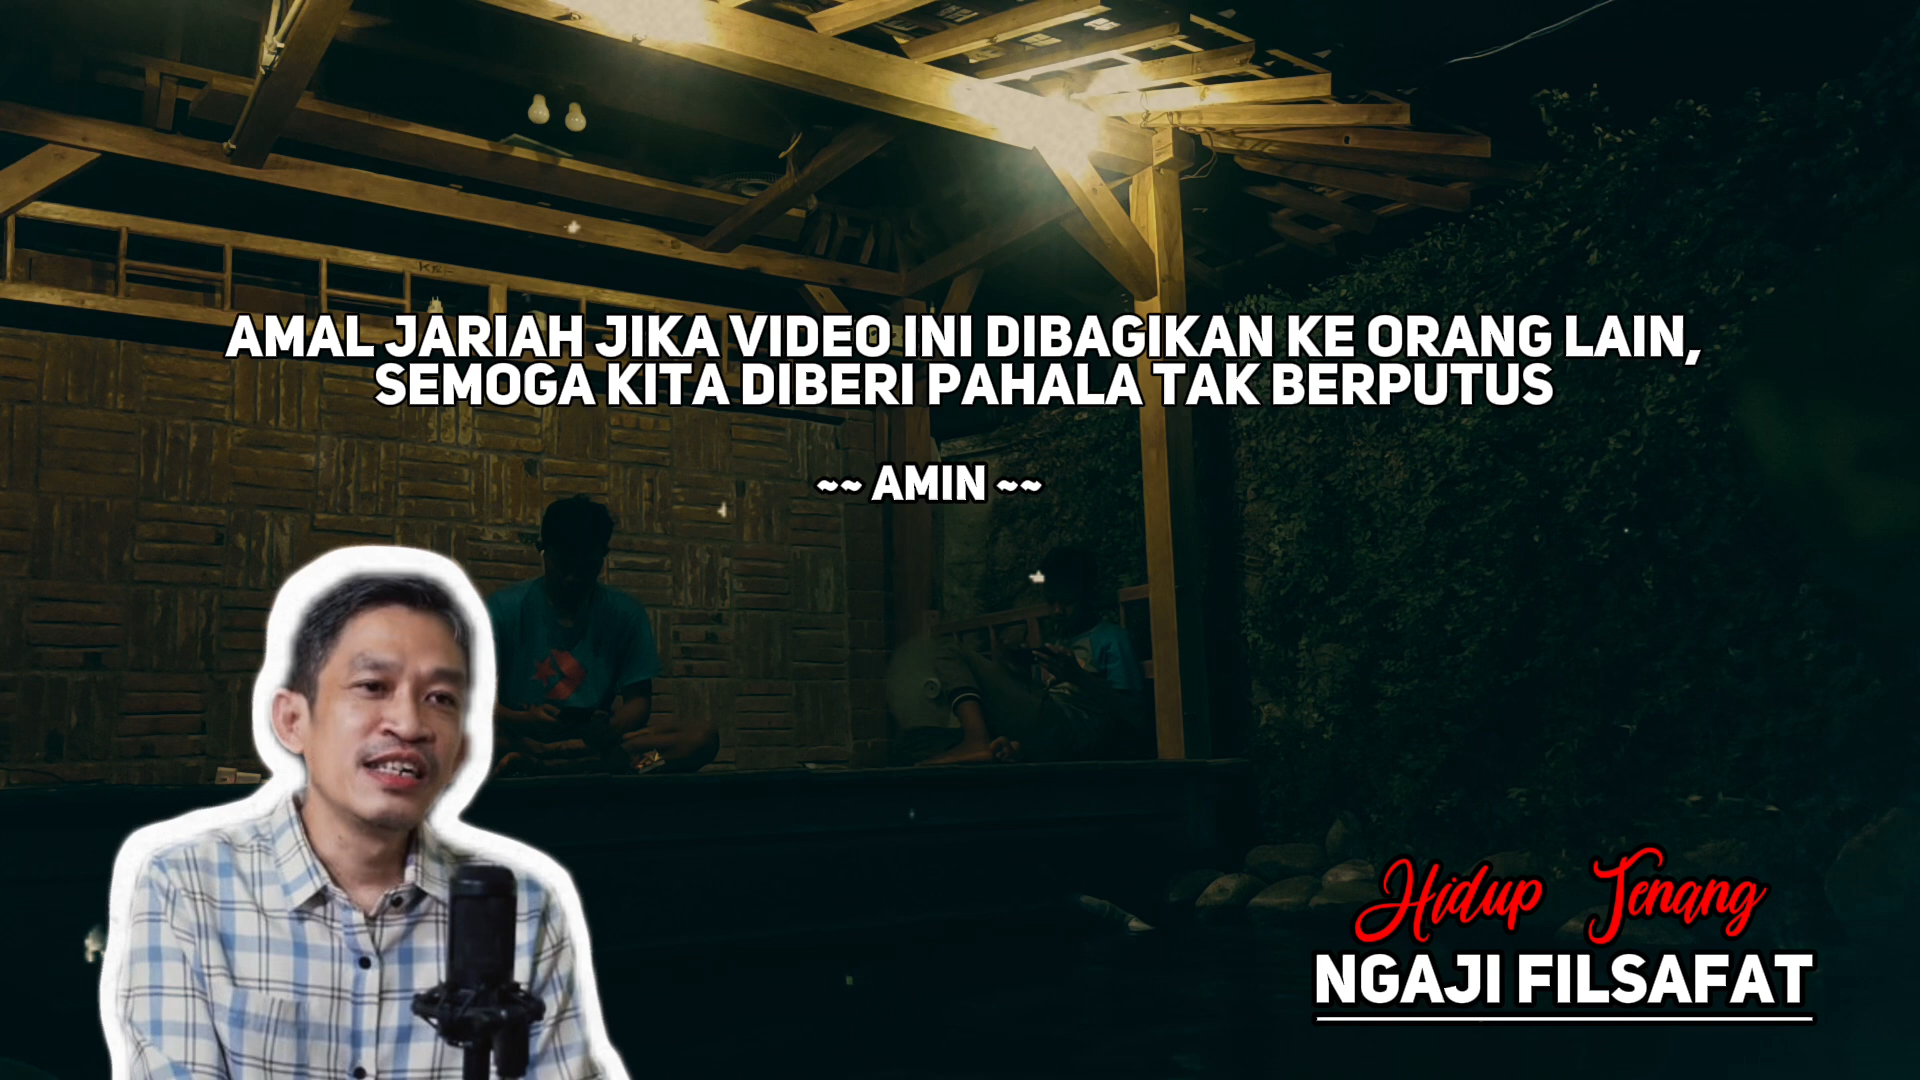 AMAL JARIAH JIKA VIDEO INI DIBAGIKAN KE ORANG LAIN,
SEMOGA KITA DIBERI PAHALA TAK BERPUTUS
~~ AMIN ~~
Hidup Tenang
NGAJI FILSAFAT